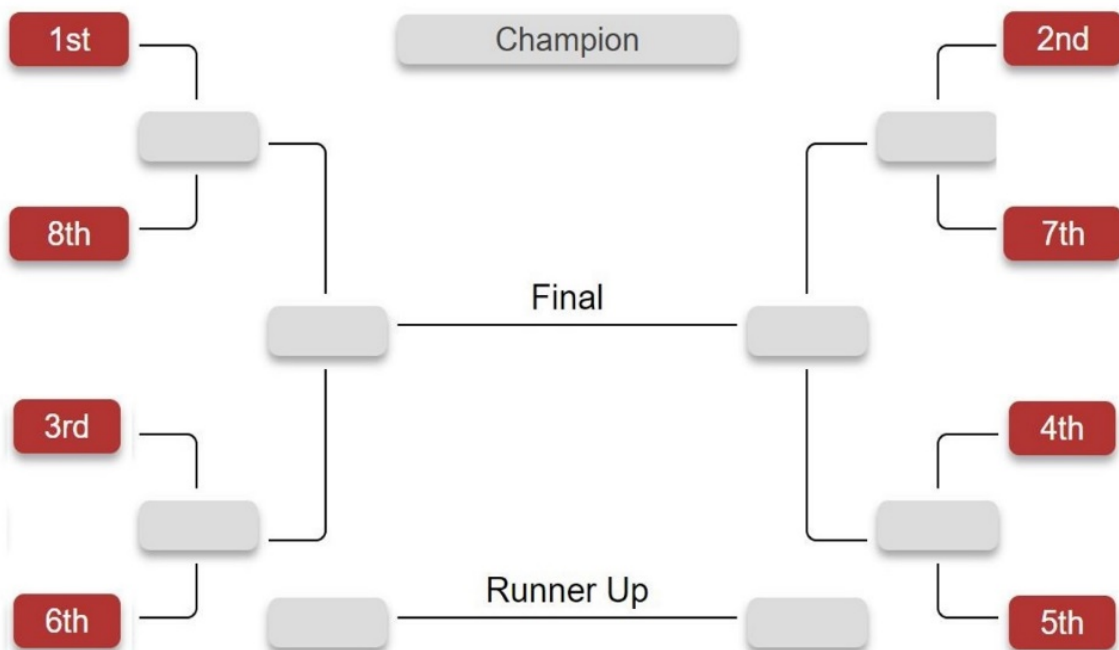 1st
Champion
2nd
8th
7th
Final
3rd
4th
Runner Up
6th
5th